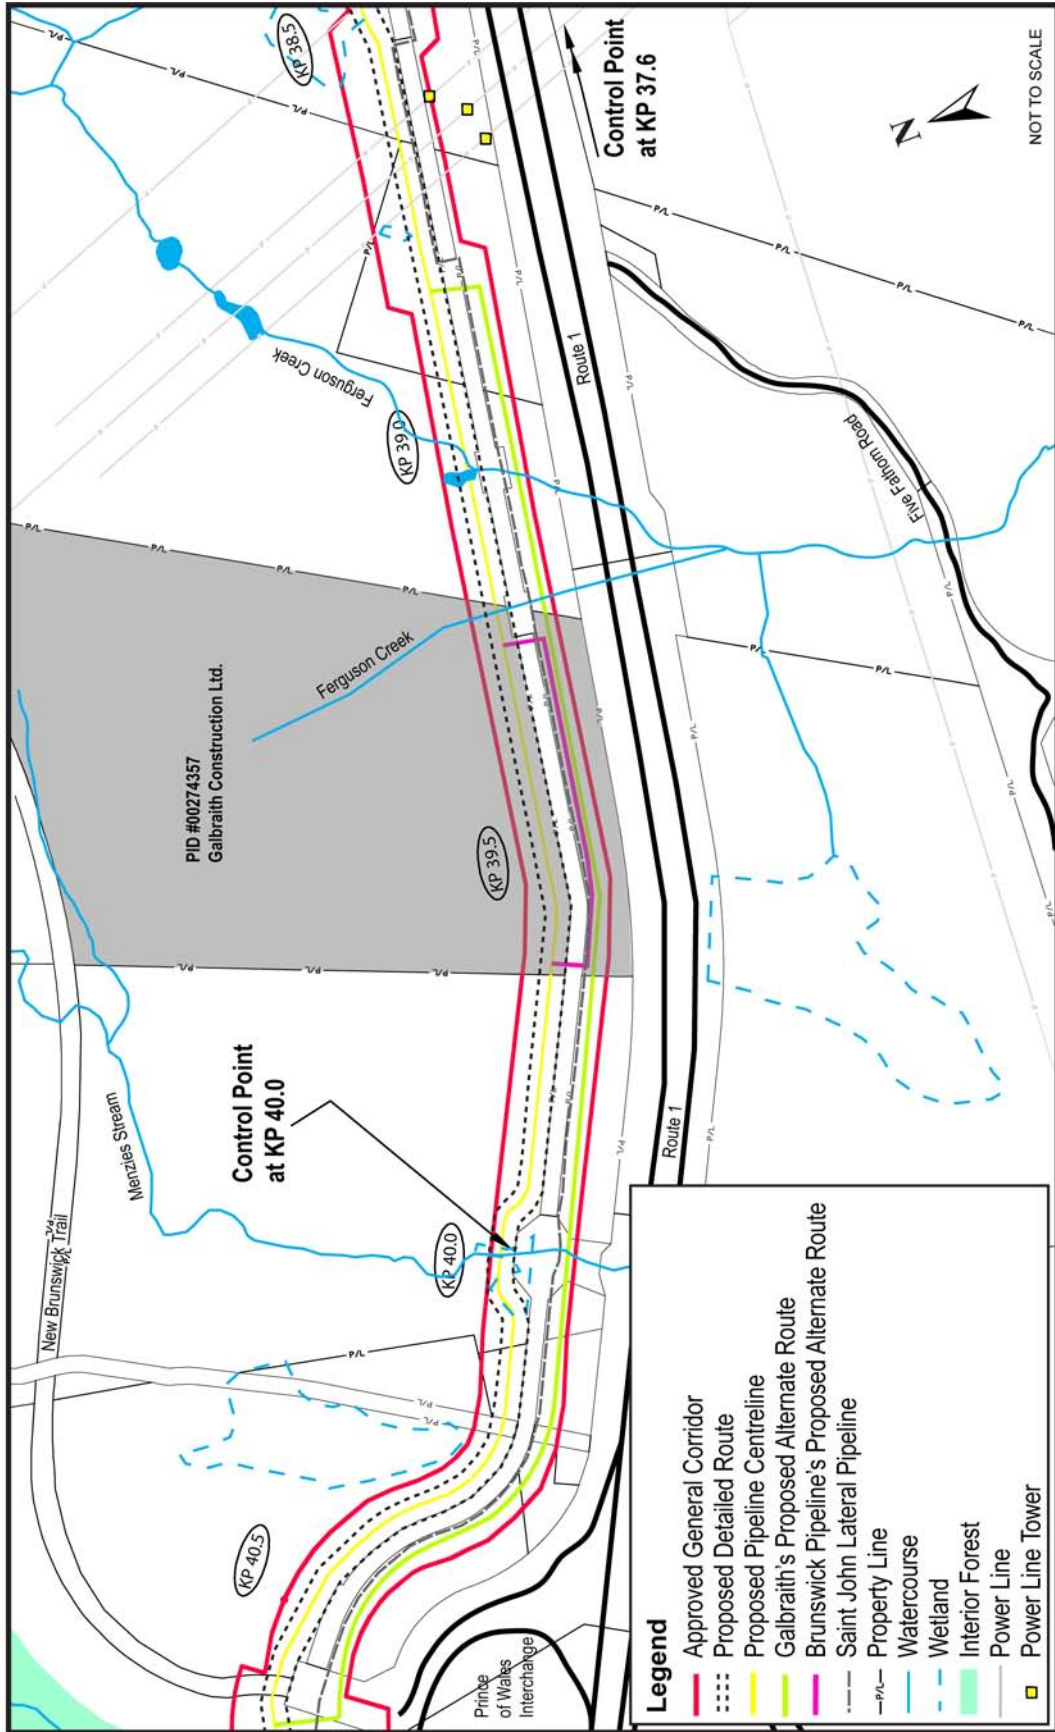 KP 38.5
P/L
P/L
Control Point
at KP 37.6
N
NOT TO SCALE
P/L
P/L
P/L
P/L
P/L
P/L
P/L
Ferguson Creek
KP 39.0
Route 1
P/L
Five Fathom Road
P/L
P/L
P/L
P/L
PID #00274357
Galbraith Construction Ltd.
Ferguson Creek
P/L
P/L
P/L
P/L
P/L
P/L
P/L
P/L
KP 39.5
P/L
P/L
P/L
P/L
Control Point
at KP 40.0
Menzies Stream
P/L
P/L
P/L
P/L
Route 1
P/L
New Brunswick Trail
P/L
P/L
KP 40.0
P/L
P/L
P/L
KP 40.5
Prince
of Wales
Interchange
Legend
Approved General Corridor
Proposed Detailed Route
Proposed Pipeline Centreline
Galbraith's Proposed Alternate Route
Brunswick Pipeline's Proposed Alternate Route
Saint John Lateral Pipeline
P/L Property Line
Watercourse
Wetland
Interior Forest
Power Line
Power Line Tower